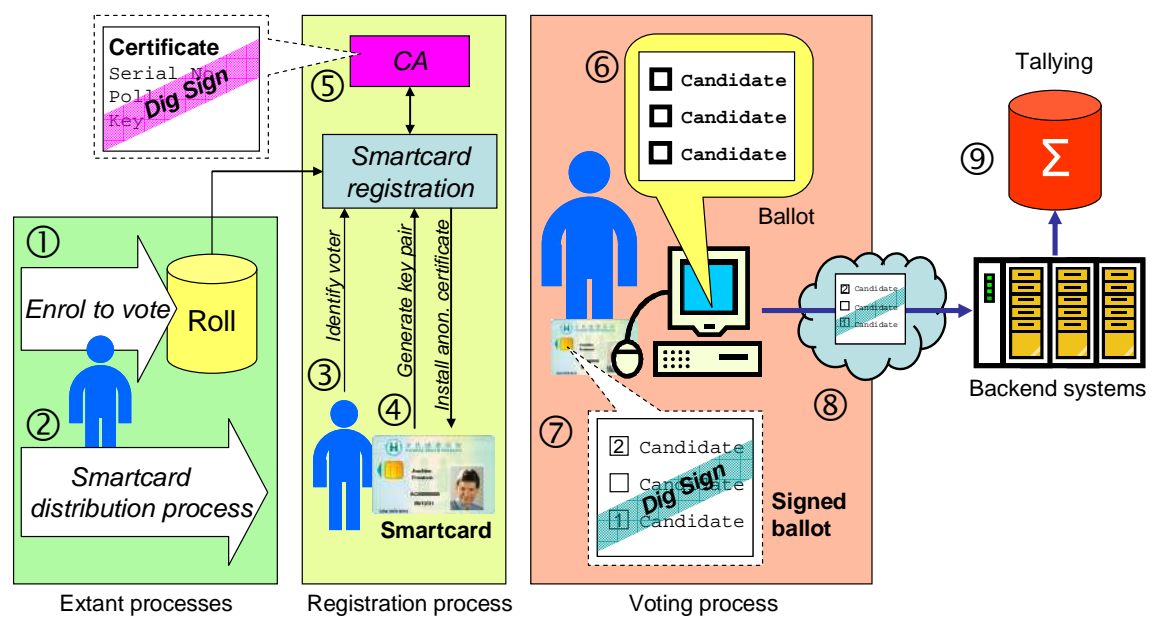 Certificate
Serial No
Poll
Key
Dig Sign
CA
⑤
Smartcard
registration
①
Enrol to vote
Roll
②
Smartcard
distribution process
Extant processes
③
Identify voter
④
Generate key pair
Install anon. certificate
Smartcard
Registration process
⑥
Candidate
Candidate
Candidate
Ballot
⑦
2 Candidate
Candidate
1 Candidate
Dig Sign
Signed
ballot
Voting process
⑧
2 Candidate
Candidate
1 Candidate
Backend systems
Tallying
⑨
Σ